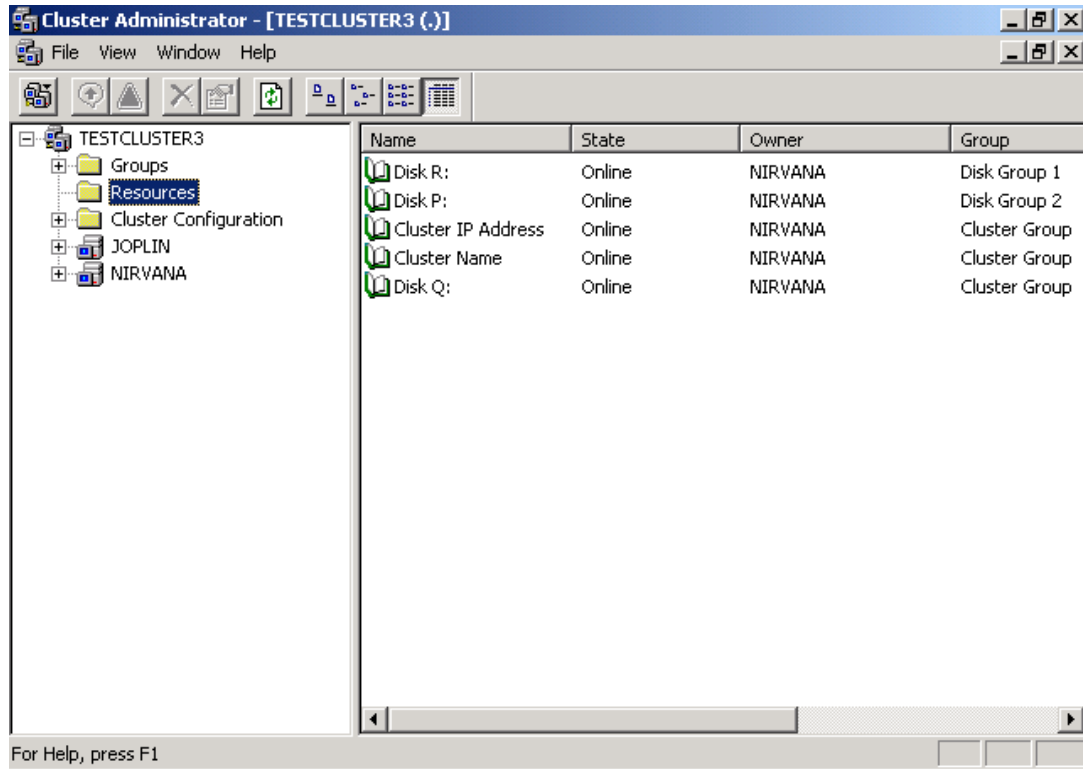 Cluster Administrator - [TESTCLUSTER3 (.)]
File View Window Help
TESTCLUSTER3
Groups
Resources
Cluster Configuration
JOPLIN
NIRVANA
Name State Owner Group
Disk R: Online NIRVANA Disk Group 1
Disk P: Online NIRVANA Disk Group 2
Cluster IP Address Online NIRVANA Cluster Group
Cluster Name Online NIRVANA Cluster Group
Disk Q: Online NIRVANA Cluster Group
For Help, press F1